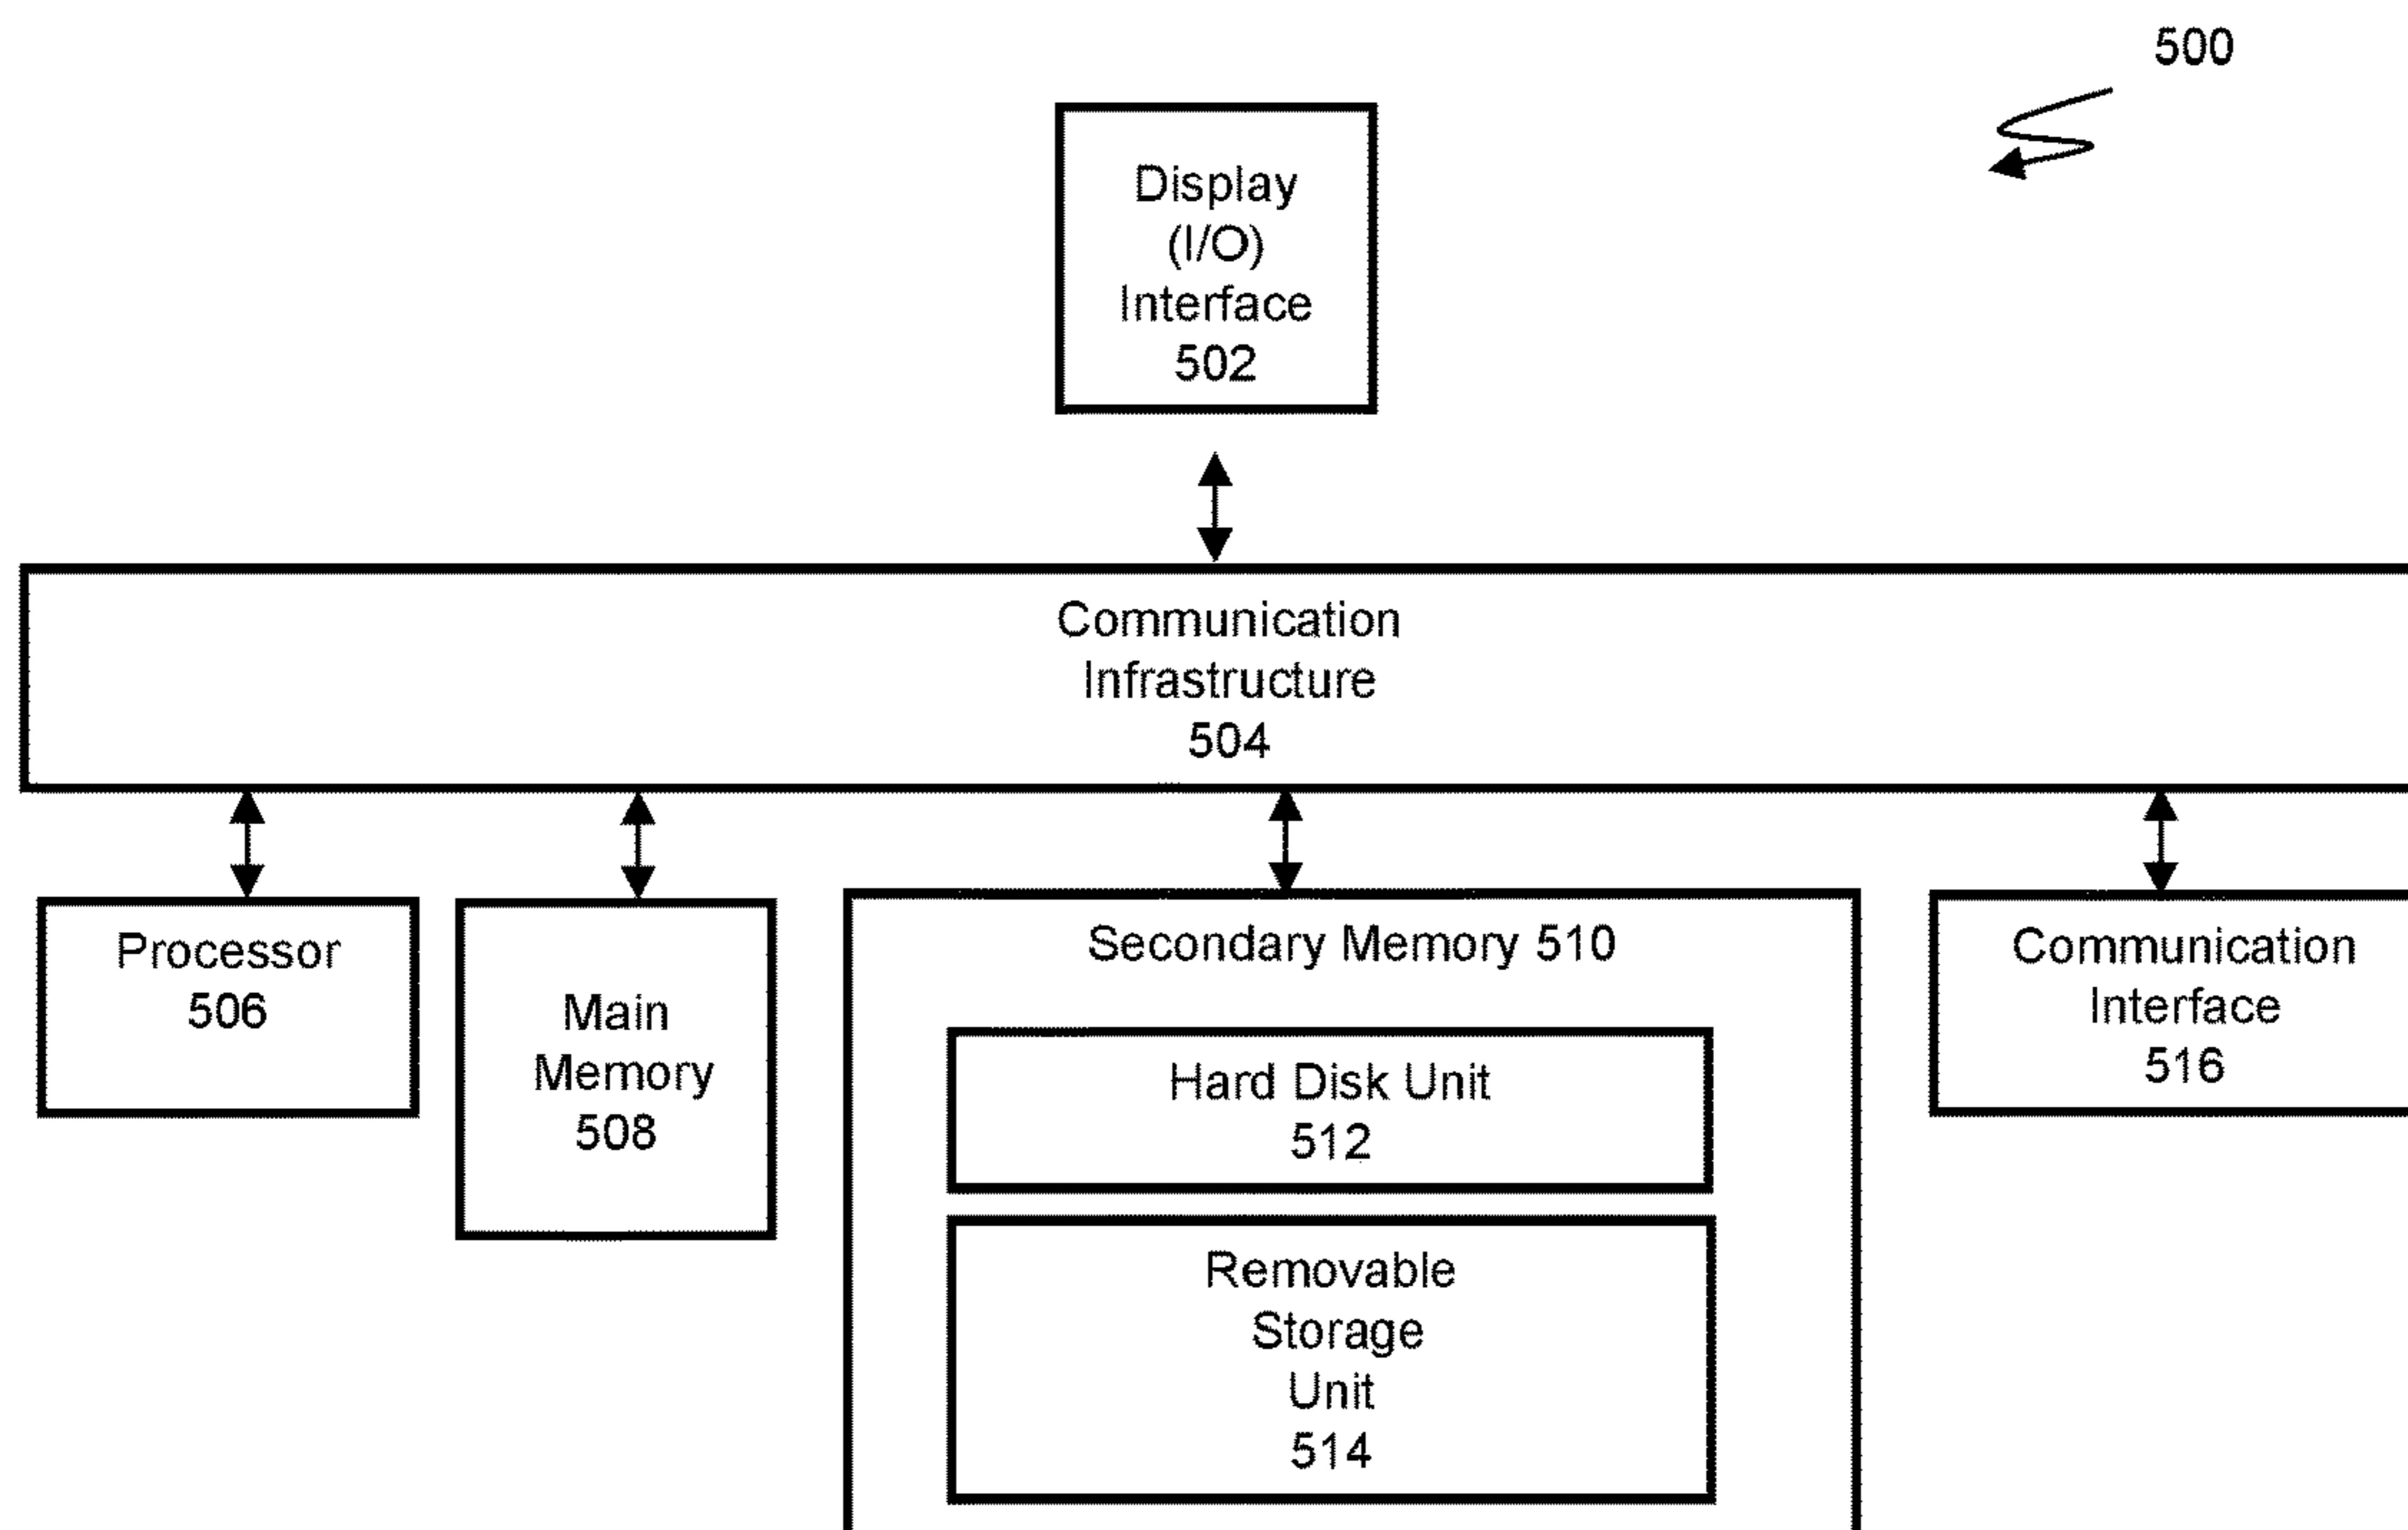 500
Display
(I/O)
Interface
502
Communication
Infrastructure
504
Processor
506
Main
Memory
508
Secondary Memory 510
Hard Disk Unit
512
Removable
Storage
Unit
514
Communication
Interface
516